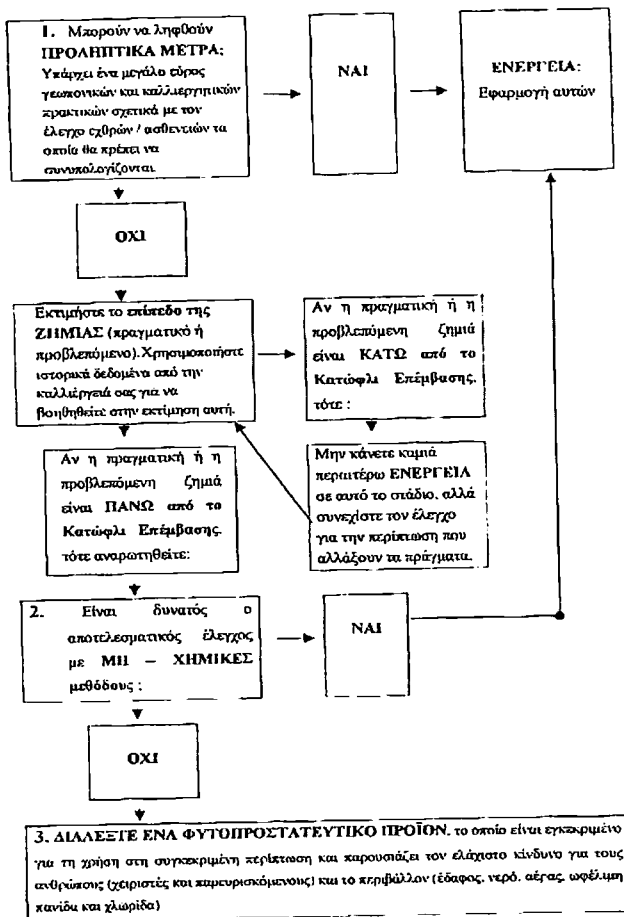 1. Μπορούν να ληφθούν
ΠΡΟΛΗΠΤΙΚΑ ΜΕΤΡΑ;
Υπάρχει ένα μεγάλο εύρος
γεωπονικών και καλλιεργητικών
πρακτικών σχετικά με τον
έλεγχο εχθρών / ασθενειών τα
οποία θα πρέπει να
συνυπολογίζονται.
ΝΑΙ
ΕΝΕΡΓΕΙΑ:
Εφαρμογή αυτών
ΟΧΙ
Εκτιμήστε το επίπεδο της
ΖΗΜΙΑΣ (πραγματικό ή
προβλεπόμενο). Χρησιμοποιήστε
ιστορικά δεδομένα από την
καλλιέργειά σας για να
βοηθηθείτε στην εκτίμηση αυτή.
Αν η πραγματική ή η
προβλεπόμενη ζημιά
είναι ΚΑΤΩ από το
Κατώφλι Επέμβασης,
τότε :
Αν η πραγματική ή η
προβλεπόμενη ζημιά
είναι ΠΑΝΩ από το
Κατώφλι Επέμβασης,
τότε αναρωτηθείτε:
Μην κάνετε καμιά
περαιτέρω ΕΝΕΡΓΕΙΑ
σε αυτό το στάδιο, αλλά
συνεχίστε τον έλεγχο
για την περίπτωση που
αλλάξουν τα πράγματα.
2. Είναι δυνατός ο
αποτελεσματικός έλεγχος
με ΜΗ – ΧΗΜΙΚΕΣ
μεθόδους ;
ΝΑΙ
ΟΧΙ
3. ΔΙΑΛΕΞΤΕ ΕΝΑ ΦΥΤΟΠΡΟΣΤΑΤΕΥΤΙΚΟ ΠΡΟΪΟΝ, το οποίο είναι εγκεκριμένο
για τη χρήση στη συγκεκριμένη περίπτωση και παρουσιάζει τον ελάχιστο κίνδυνο για τους
ανθρώπους (χειριστές και παρευρισκόμενους) και το περιβάλλον (έδαφος, νερό, αέρας, ωφέλιμη
πανίδα και χλωρίδα)